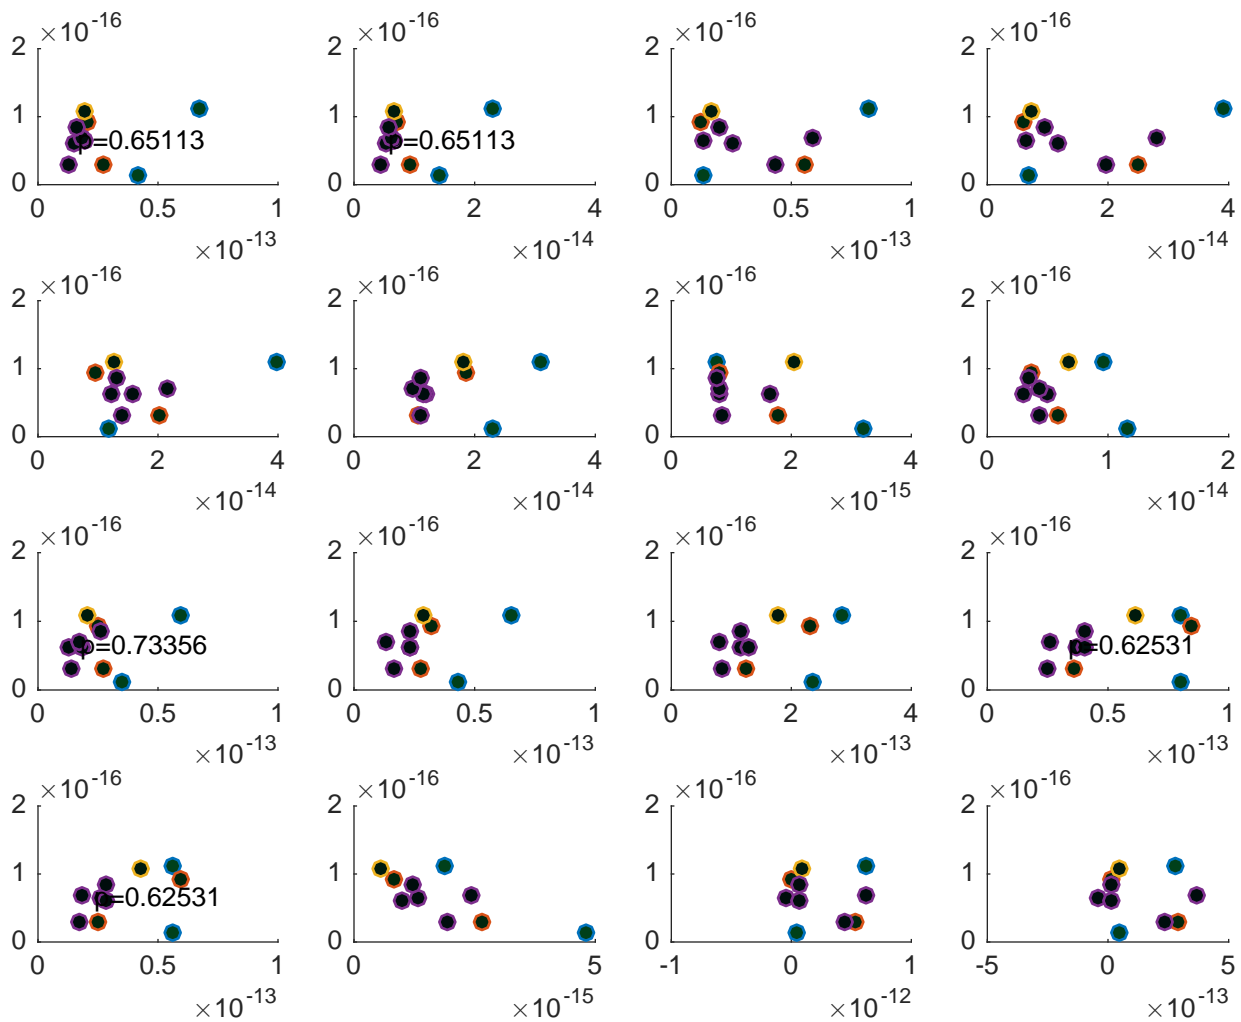 ×10-16 ×10-16 ×10-16 ×10-16
2 2 2 2
1 1 1 1
p=0.65113 p=0.65113
0 0 0 0
0 0.5 1 0 2 4 0 0.5 1 0 2 4
×10-13 ×10-14 ×10-13 ×10-14
×10-16 ×10-16 ×10-16 ×10-16
2 2 2 2
1 1 1 1
0 0 0 0
0 2 4 0 2 4 0 2 4 0 1 2
×10-14 ×10-14 ×10-15 ×10-14
×10-16 ×10-16 ×10-16 ×10-16
2 2 2 2
1 1 1 1
p=0.73356 p=0.62531
0 0 0 0
0 0.5 1 0 0.5 1 0 2 4 0 0.5 1
×10-13 ×10-13 ×10-13 ×10-13
×10-16 ×10-16 ×10-16 ×10-16
2 2 2 2
1 1 1 1
p=0.62531
0 0 0 0
0 0.5 1 0 5 -1 0 1 -5 0 5
×10-13 ×10-15 ×10-12 ×10-13